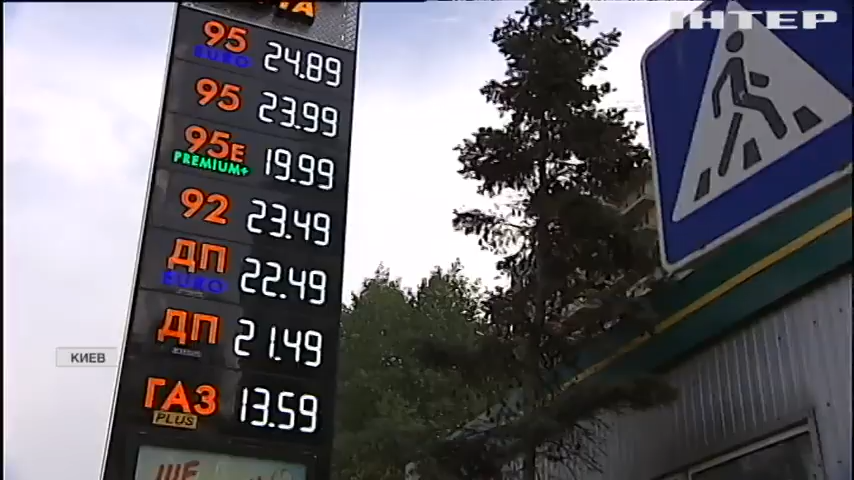 ІНТЕР
95 24.89
EURO
95 23.99
95E 19.99
PREMIUM+
92 23.49
ДП 22.49
EURO
ДП 21.49
ГАЗ 13.59
PLUS
КИЕВ
ЩЕ